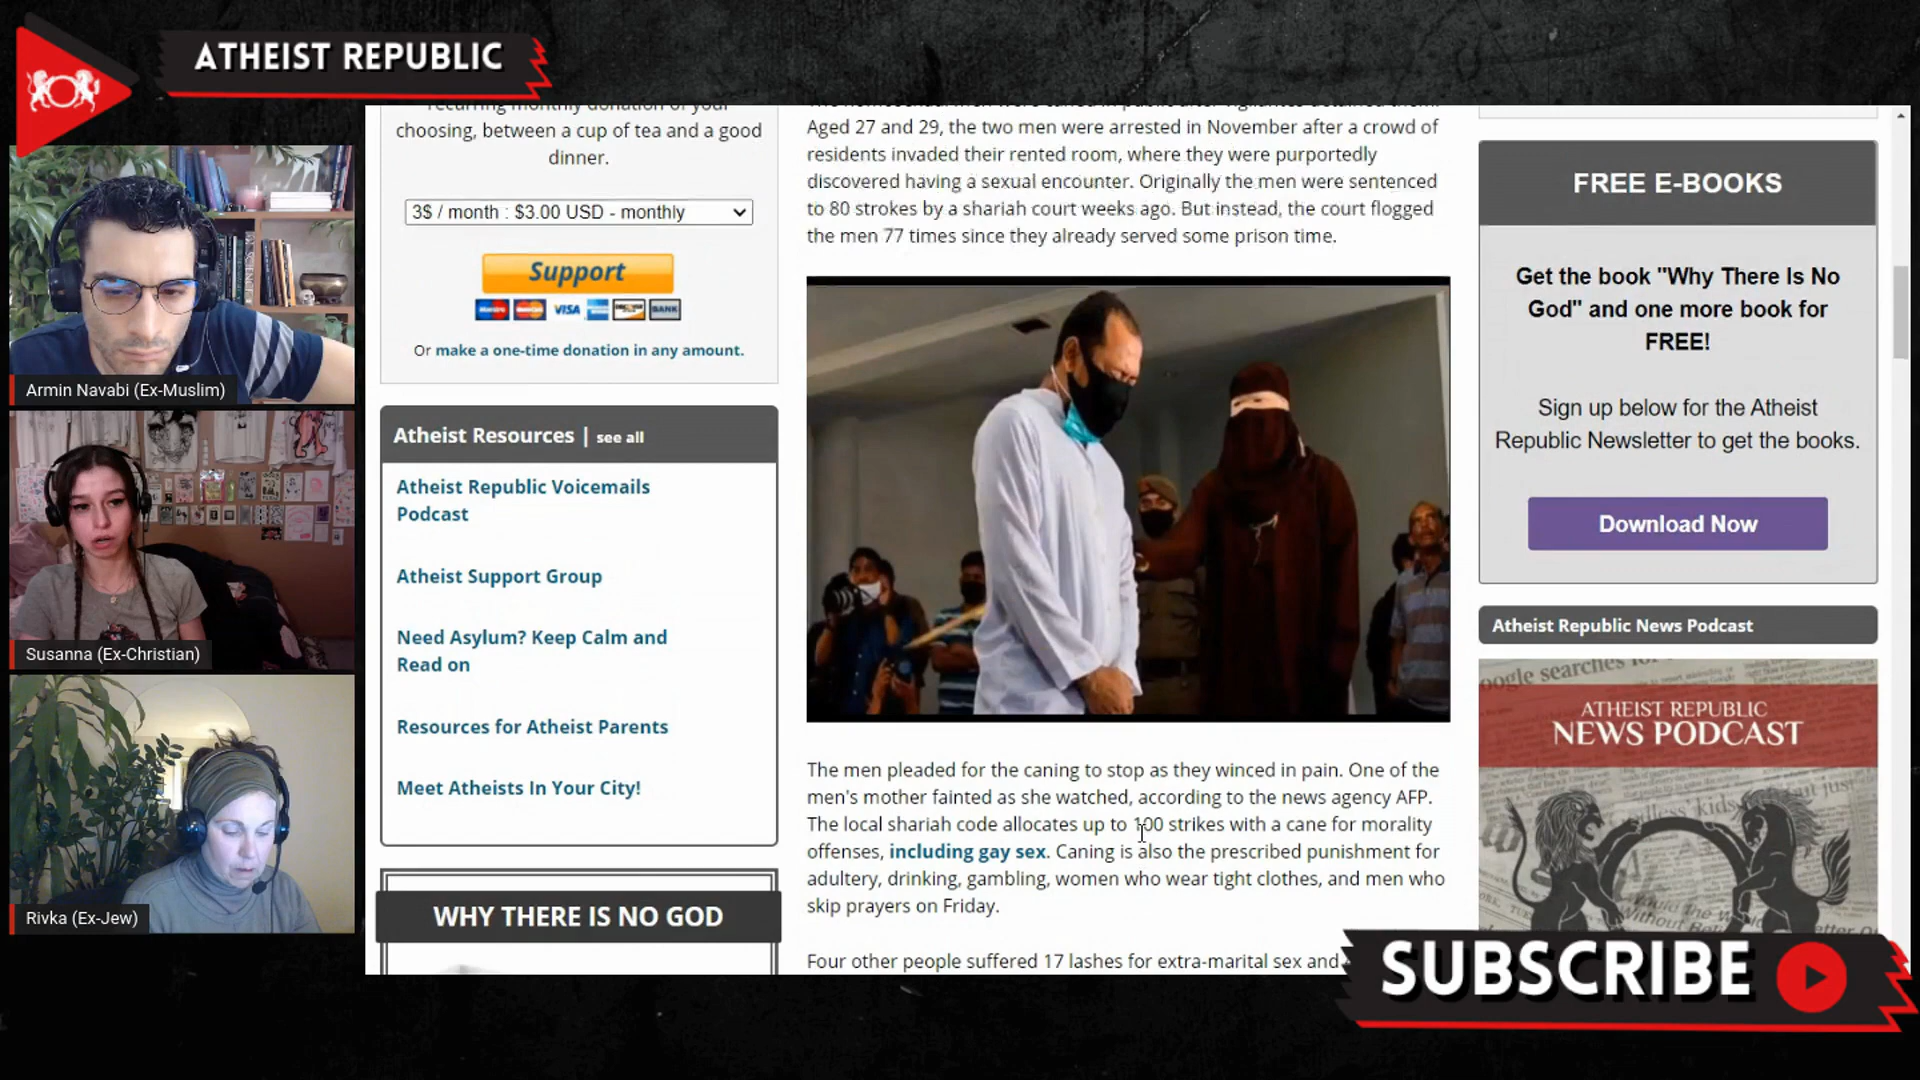 ATHEIST REPUBLIC
Armin Navabi (Ex-Muslim)
Susanna (Ex-Christian)
Rivka (Ex-Jew)
recurring monthly donation of your
choosing, between a cup of tea and a good
dinner.
3$ / month : $3.00 USD - monthly
Support
VISA
BANK
Or make a one-time donation in any amount.
Atheist Resources | see all
Atheist Republic Voicemails
Podcast
Atheist Support Group
Need Asylum? Keep Calm and
Read on
Resources for Atheist Parents
Meet Atheists In Your City!
WHY THERE IS NO GOD
Aged 27 and 29, the two men were arrested in November after a crowd of
residents invaded their rented room, where they were purportedly
discovered having a sexual encounter. Originally the men were sentenced
to 80 strokes by a shariah court weeks ago. But instead, the court flogged
the men 77 times since they already served some prison time.
The men pleaded for the caning to stop as they winced in pain. One of the
men's mother fainted as she watched, according to the news agency AFP.
The local shariah code allocates up to 100 strikes with a cane for morality
offenses, including gay sex. Caning is also the prescribed punishment for
adultery, drinking, gambling, women who wear tight clothes, and men who
skip prayers on Friday.
Four other people suffered 17 lashes for extra-marital sex and
FREE E-BOOKS
Get the book "Why There Is No
God" and one more book for
FREE!
Sign up below for the Atheist
Republic Newsletter to get the books.
Download Now
Atheist Republic News Podcast
ATHEIST REPUBLIC
NEWS PODCAST
SUBSCRIBE